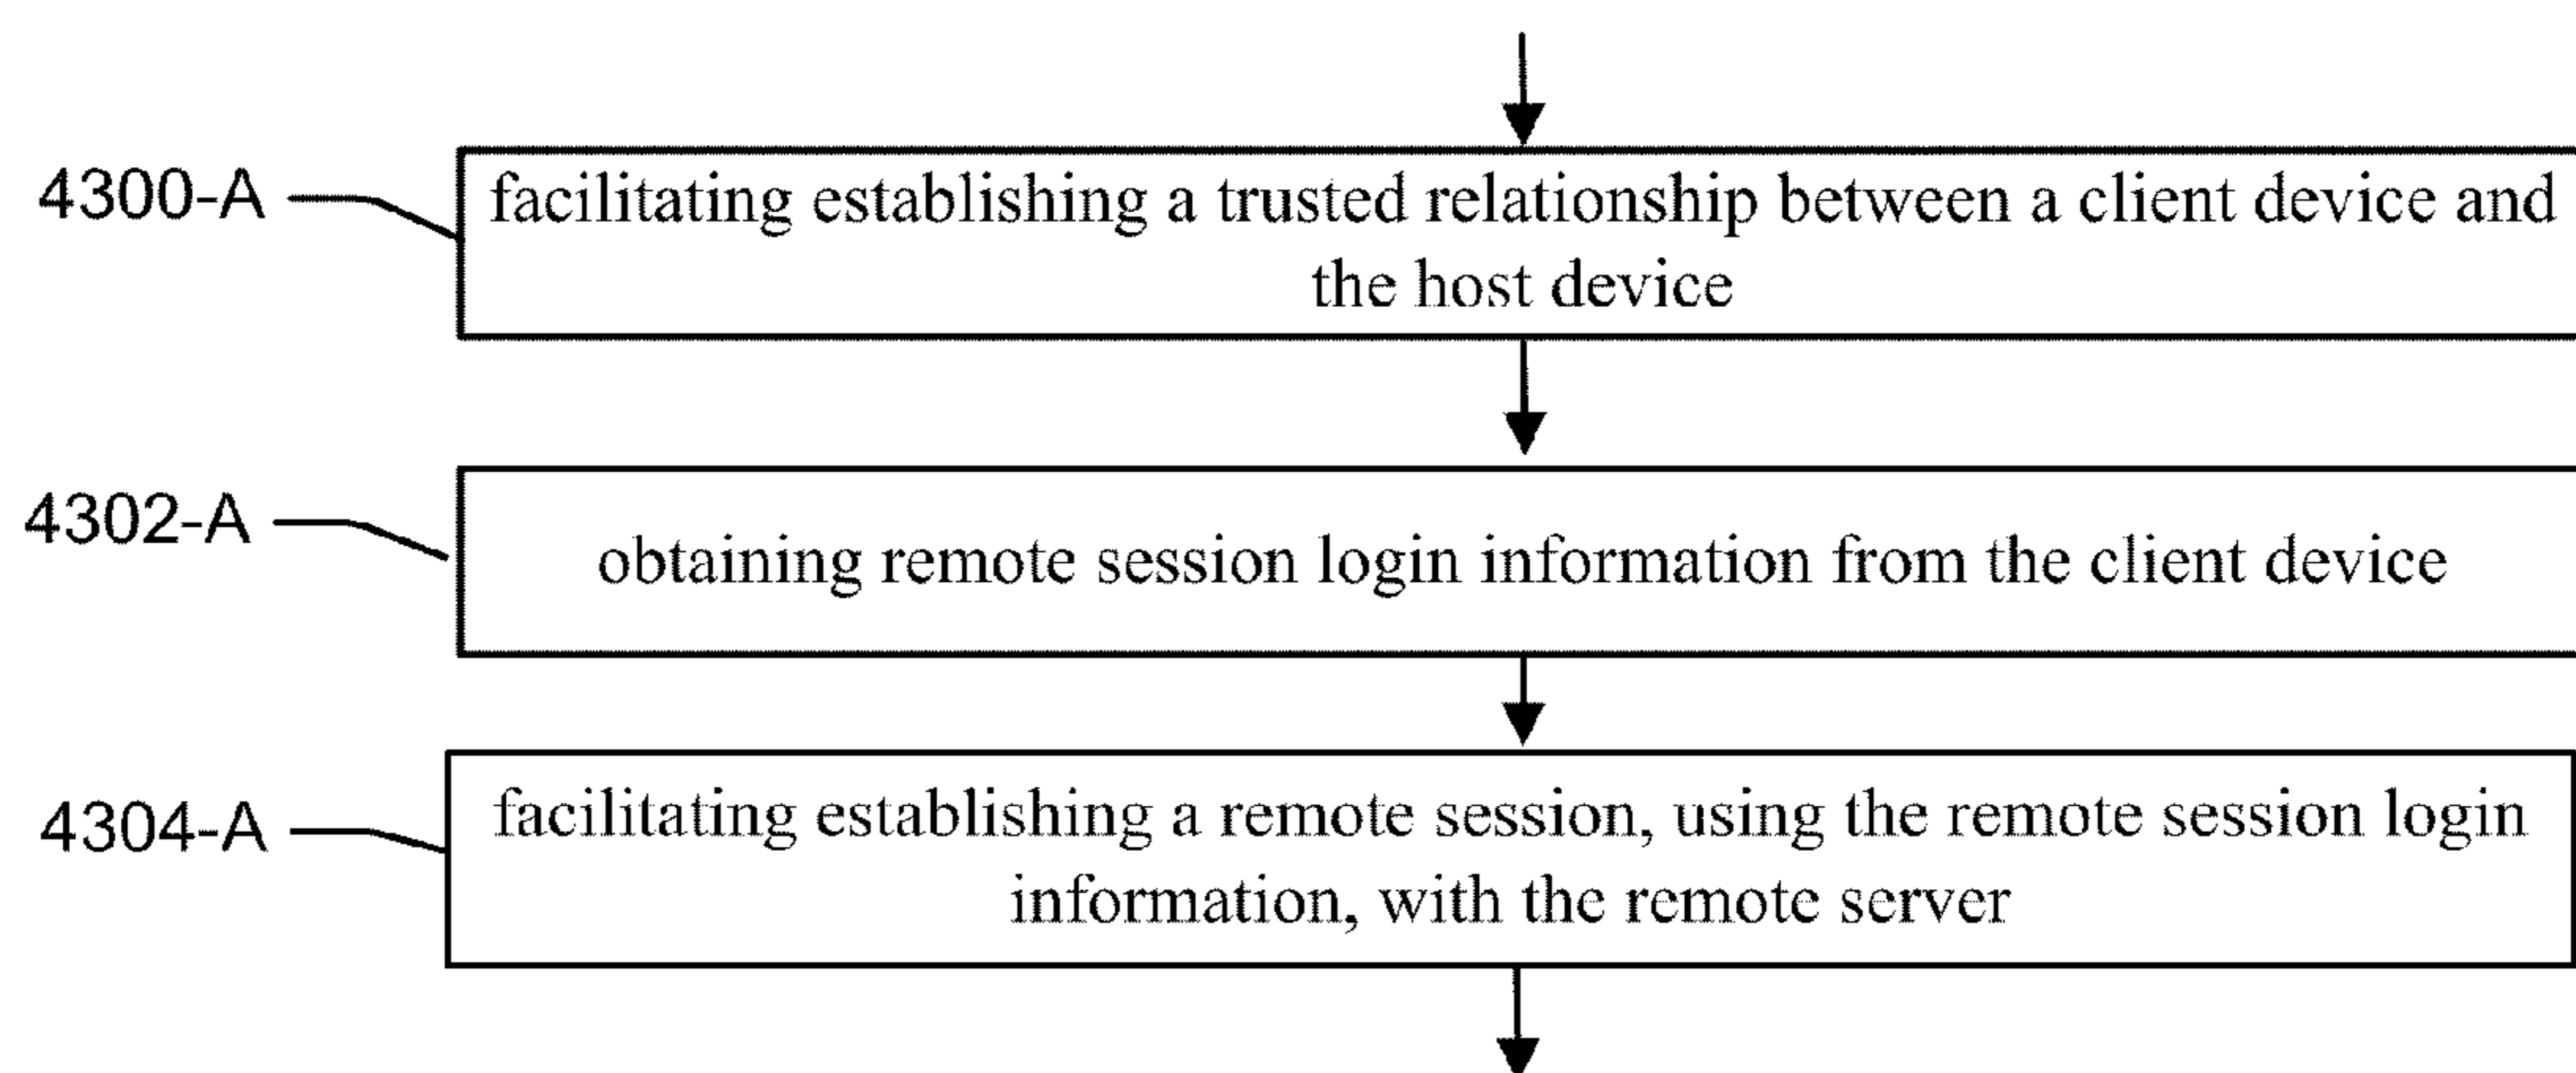 4300-A
facilitating establishing a trusted relationship between a client device and
the host device
4302-A
obtaining remote session login information from the client device
4304-A
facilitating establishing a remote session, using the remote session login
information, with the remote server